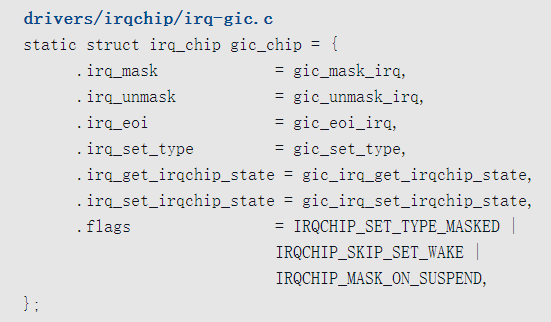 drivers/irqchip/irq-gic.c
static struct irq_chip gic_chip = {
.irq_mask = gic_mask_irq,
.irq_unmask = gic_unmask_irq,
.irq_eoi = gic_eoi_irq,
.irq_set_type = gic_set_type,
.irq_get_irqchip_state = gic_irq_get_irqchip_state,
.irq_set_irqchip_state = gic_irq_set_irqchip_state,
.flags = IRQCHIP_SET_TYPE_MASKED |
IRQCHIP_SKIP_SET_WAKE |
IRQCHIP_MASK_ON_SUSPEND,
};